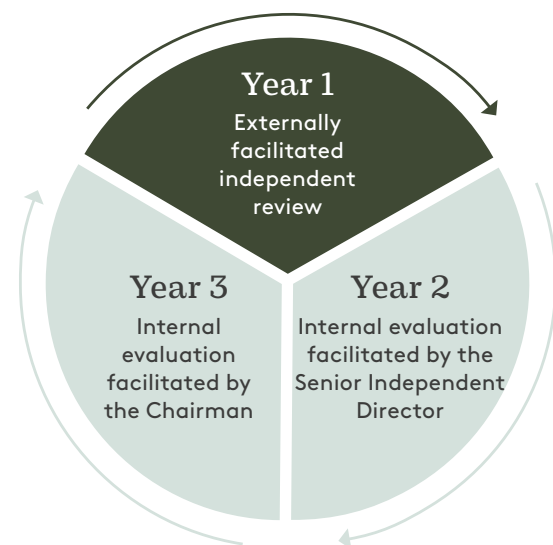 Year 1
Externally
facilitated
independent
review
Year 2
Internal evaluation
facilitated by the
Senior Independent
Director
Year 3
Internal
evaluation
facilitated by
the Chairman